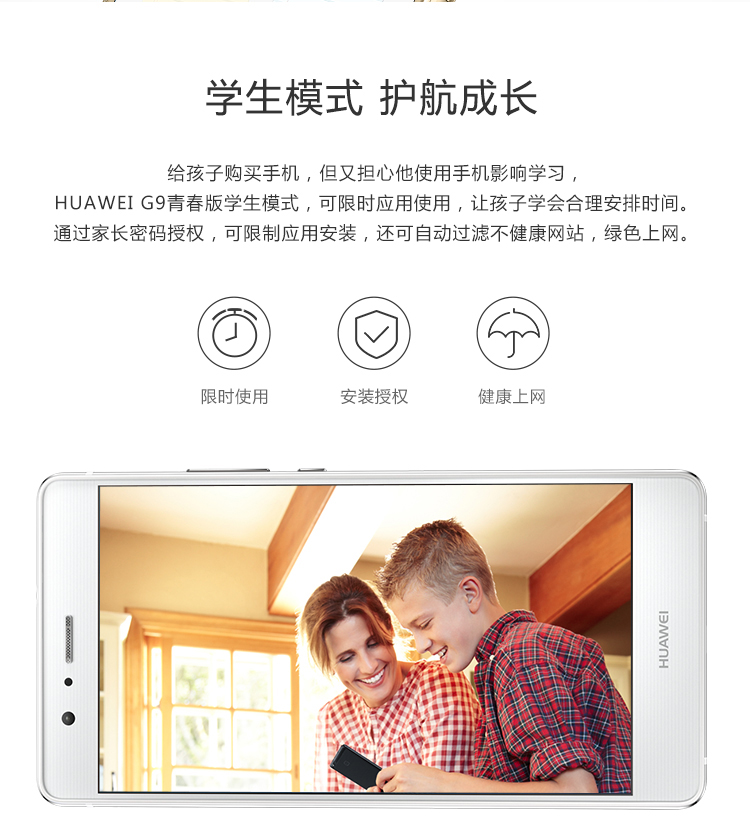 学生模式 护航成长
给孩子购买手机，但又担心他使用手机影响学习，
HUAWEI G9青春版学生模式，可限时应用使用，让孩子学会合理安排时间。
通过家长密码授权，可限制应用安装，还可自动过滤不健康网站，绿色上网。
限时使用 安装授权 健康上网
HUAWEI